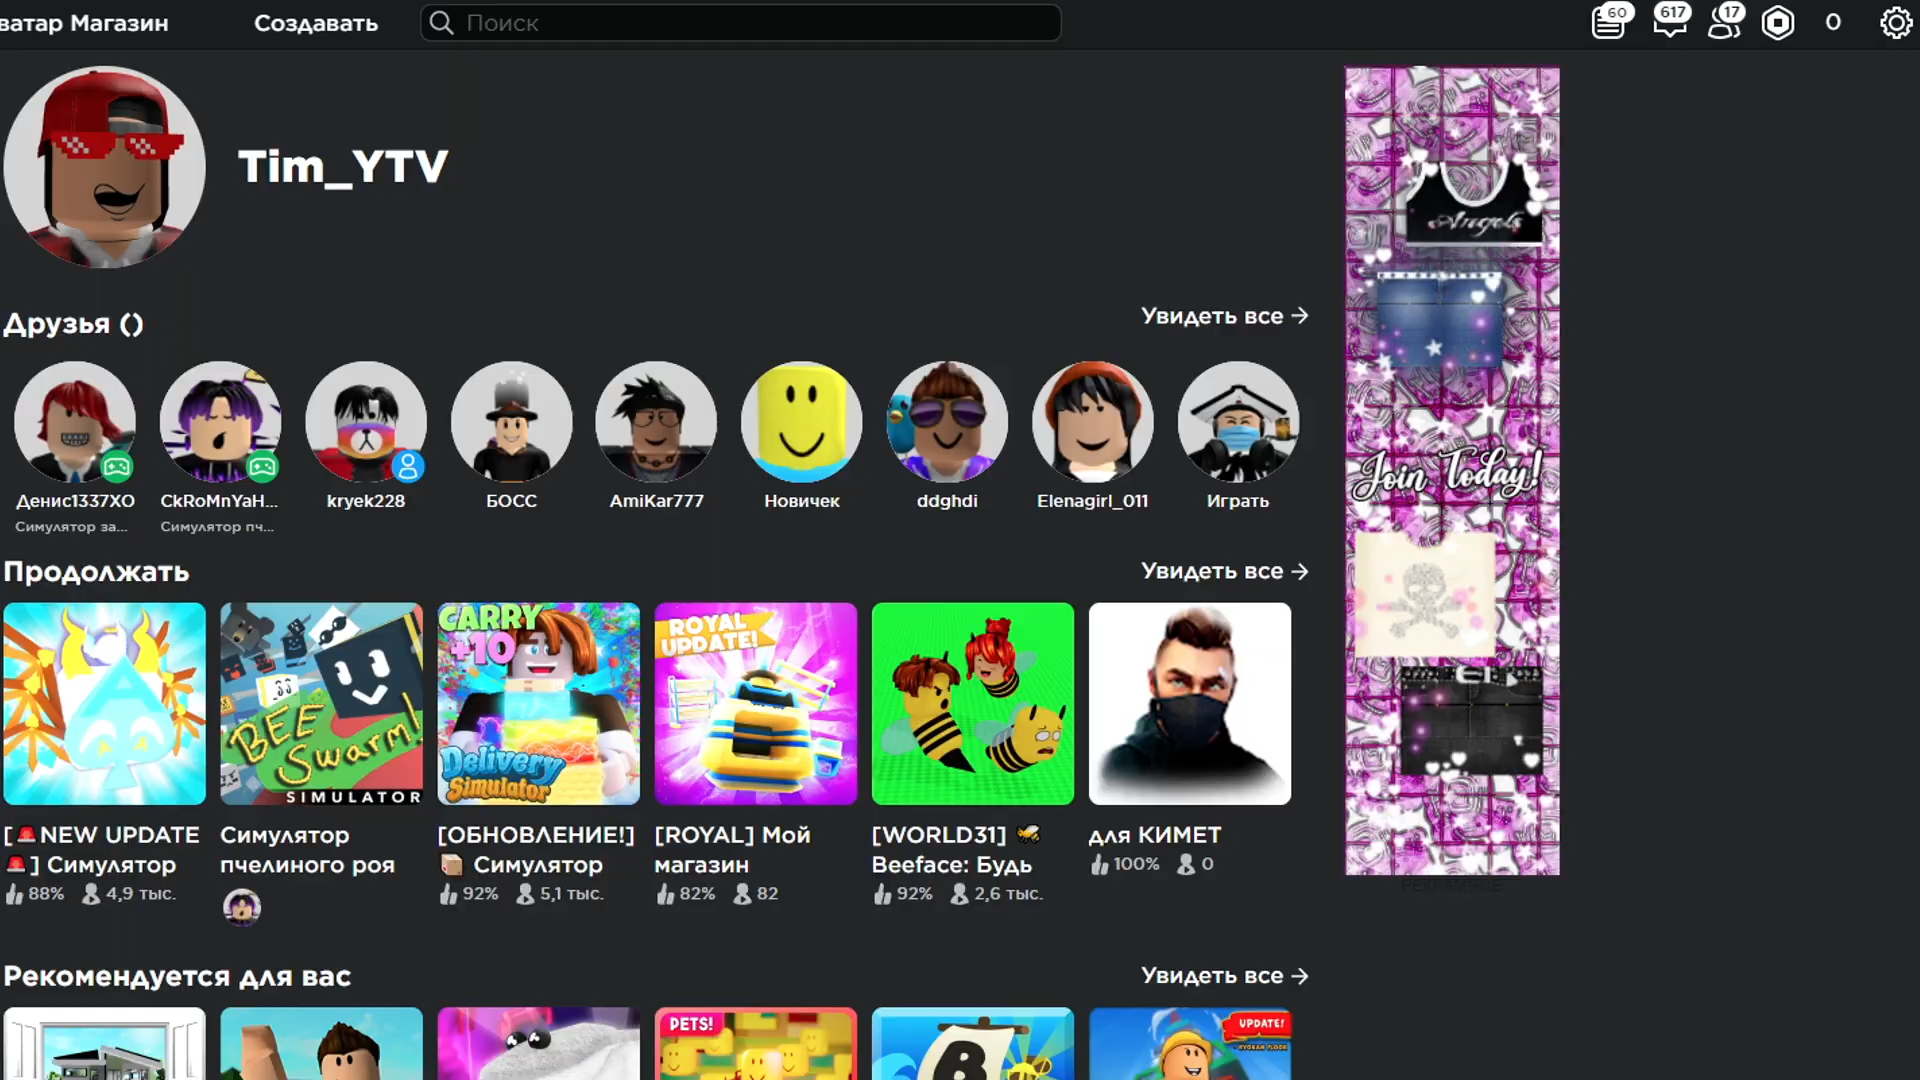 ватар Магазин
Создавать
Поиск
60
617
17
0
Tim_YTV
Друзья ()
Увидеть все →
Денис1337ХО
CkRoMnYaH...
kryek228
БОСС
AmiKar777
Новичек
ddghdi
Elenagirl_011
Играть
Симулятор за...
Симулятор пч...
Продолжать
Увидеть все →
BEE
Swarm!
SIMULATOR
CARRY
+10
Delivery
Simulator
ROYAL
UPDATE!
[🚨NEW UPDATE
🚨] Симулятор
88% 4,9 тыс.
Симулятор
пчелиного роя
[ОБНОВЛЕНИЕ!]
📦 Симулятор
92% 5,1 тыс.
[ROYAL] Мой
магазин
82% 82
[WORLD31] 🐝
Beeface: Будь
92% 2,6 тыс.
для КИМЕТ
100% 0
Angels
Join Today!
РЕКЛАМНОЕ
Рекомендуется для вас
Увидеть все →
PETS!
B
UPDATE!